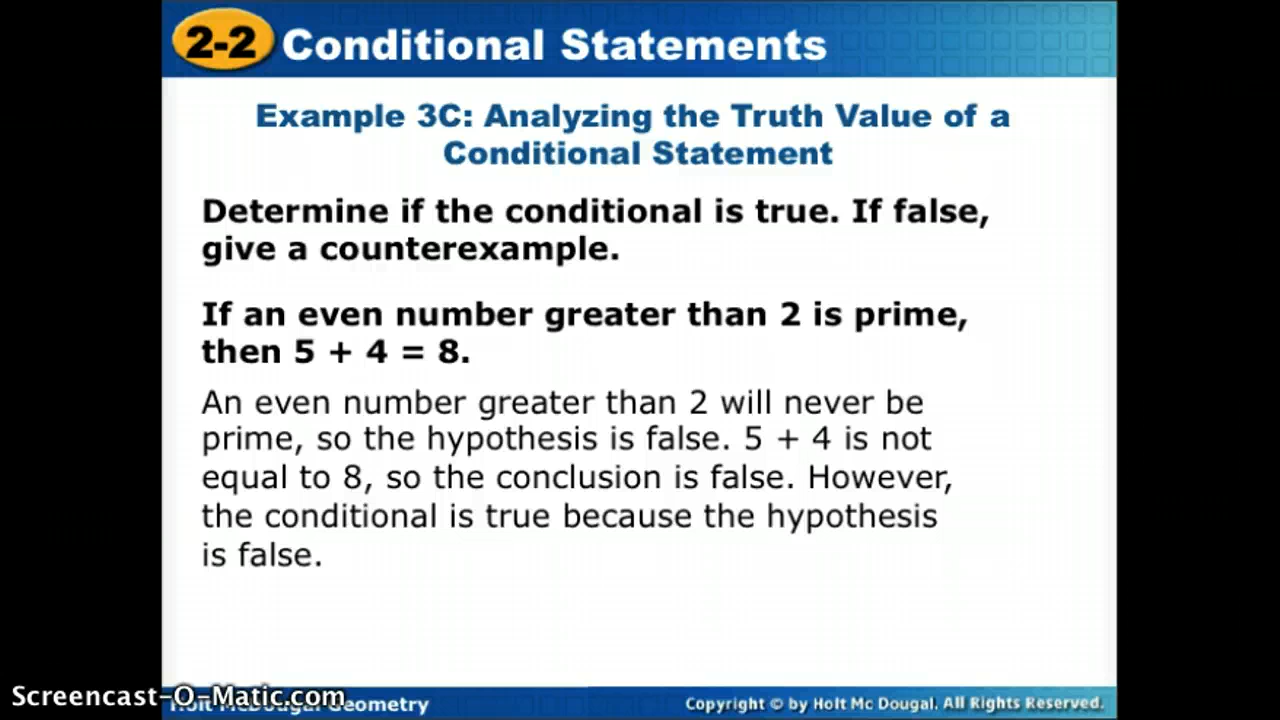 2-2 Conditional Statements
Example 3C: Analyzing the Truth Value of a
Conditional Statement
Determine if the conditional is true. If false,
give a counterexample.
If an even number greater than 2 is prime,
then 5 + 4 = 8.
An even number greater than 2 will never be
prime, so the hypothesis is false. 5 + 4 is not
equal to 8, so the conclusion is false. However,
the conditional is true because the hypothesis
is false.
Screencast-O-Matic.com
Holt McDougal Geometry
Copyright © by Holt Mc Dougal. All Rights Reserved.